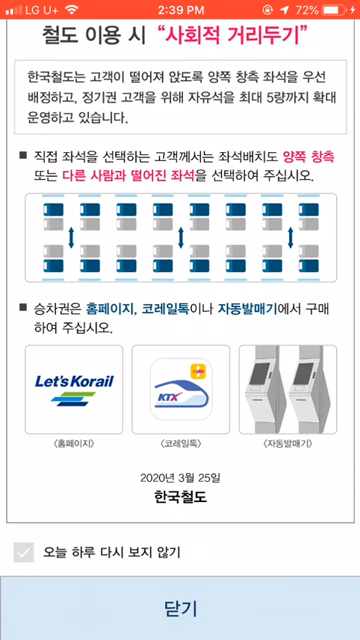 LG U+ 2:39 PM 72%
철도 이용 시 “사회적 거리두기”
한국철도는 고객이 떨어져 앉도록 양쪽 창측 좌석을 우선
배정하고, 정기권 고객을 위해 자유석을 최대 5량까지 확대
운영하고 있습니다.
■ 직접 좌석을 선택하는 고객께서는 좌석배치도 양쪽 창측
또는 다른 사람과 떨어진 좌석을 선택하여 주십시오.
■ 승차권은 홈페이지, 코레일톡이나 자동발매기에서 구매
하여 주십시오.
Let's Korail KTX
〈홈페이지〉 〈코레일톡〉 〈자동발매기〉
2020년 3월 25일
한국철도
오늘 하루 다시 보지 않기
닫기